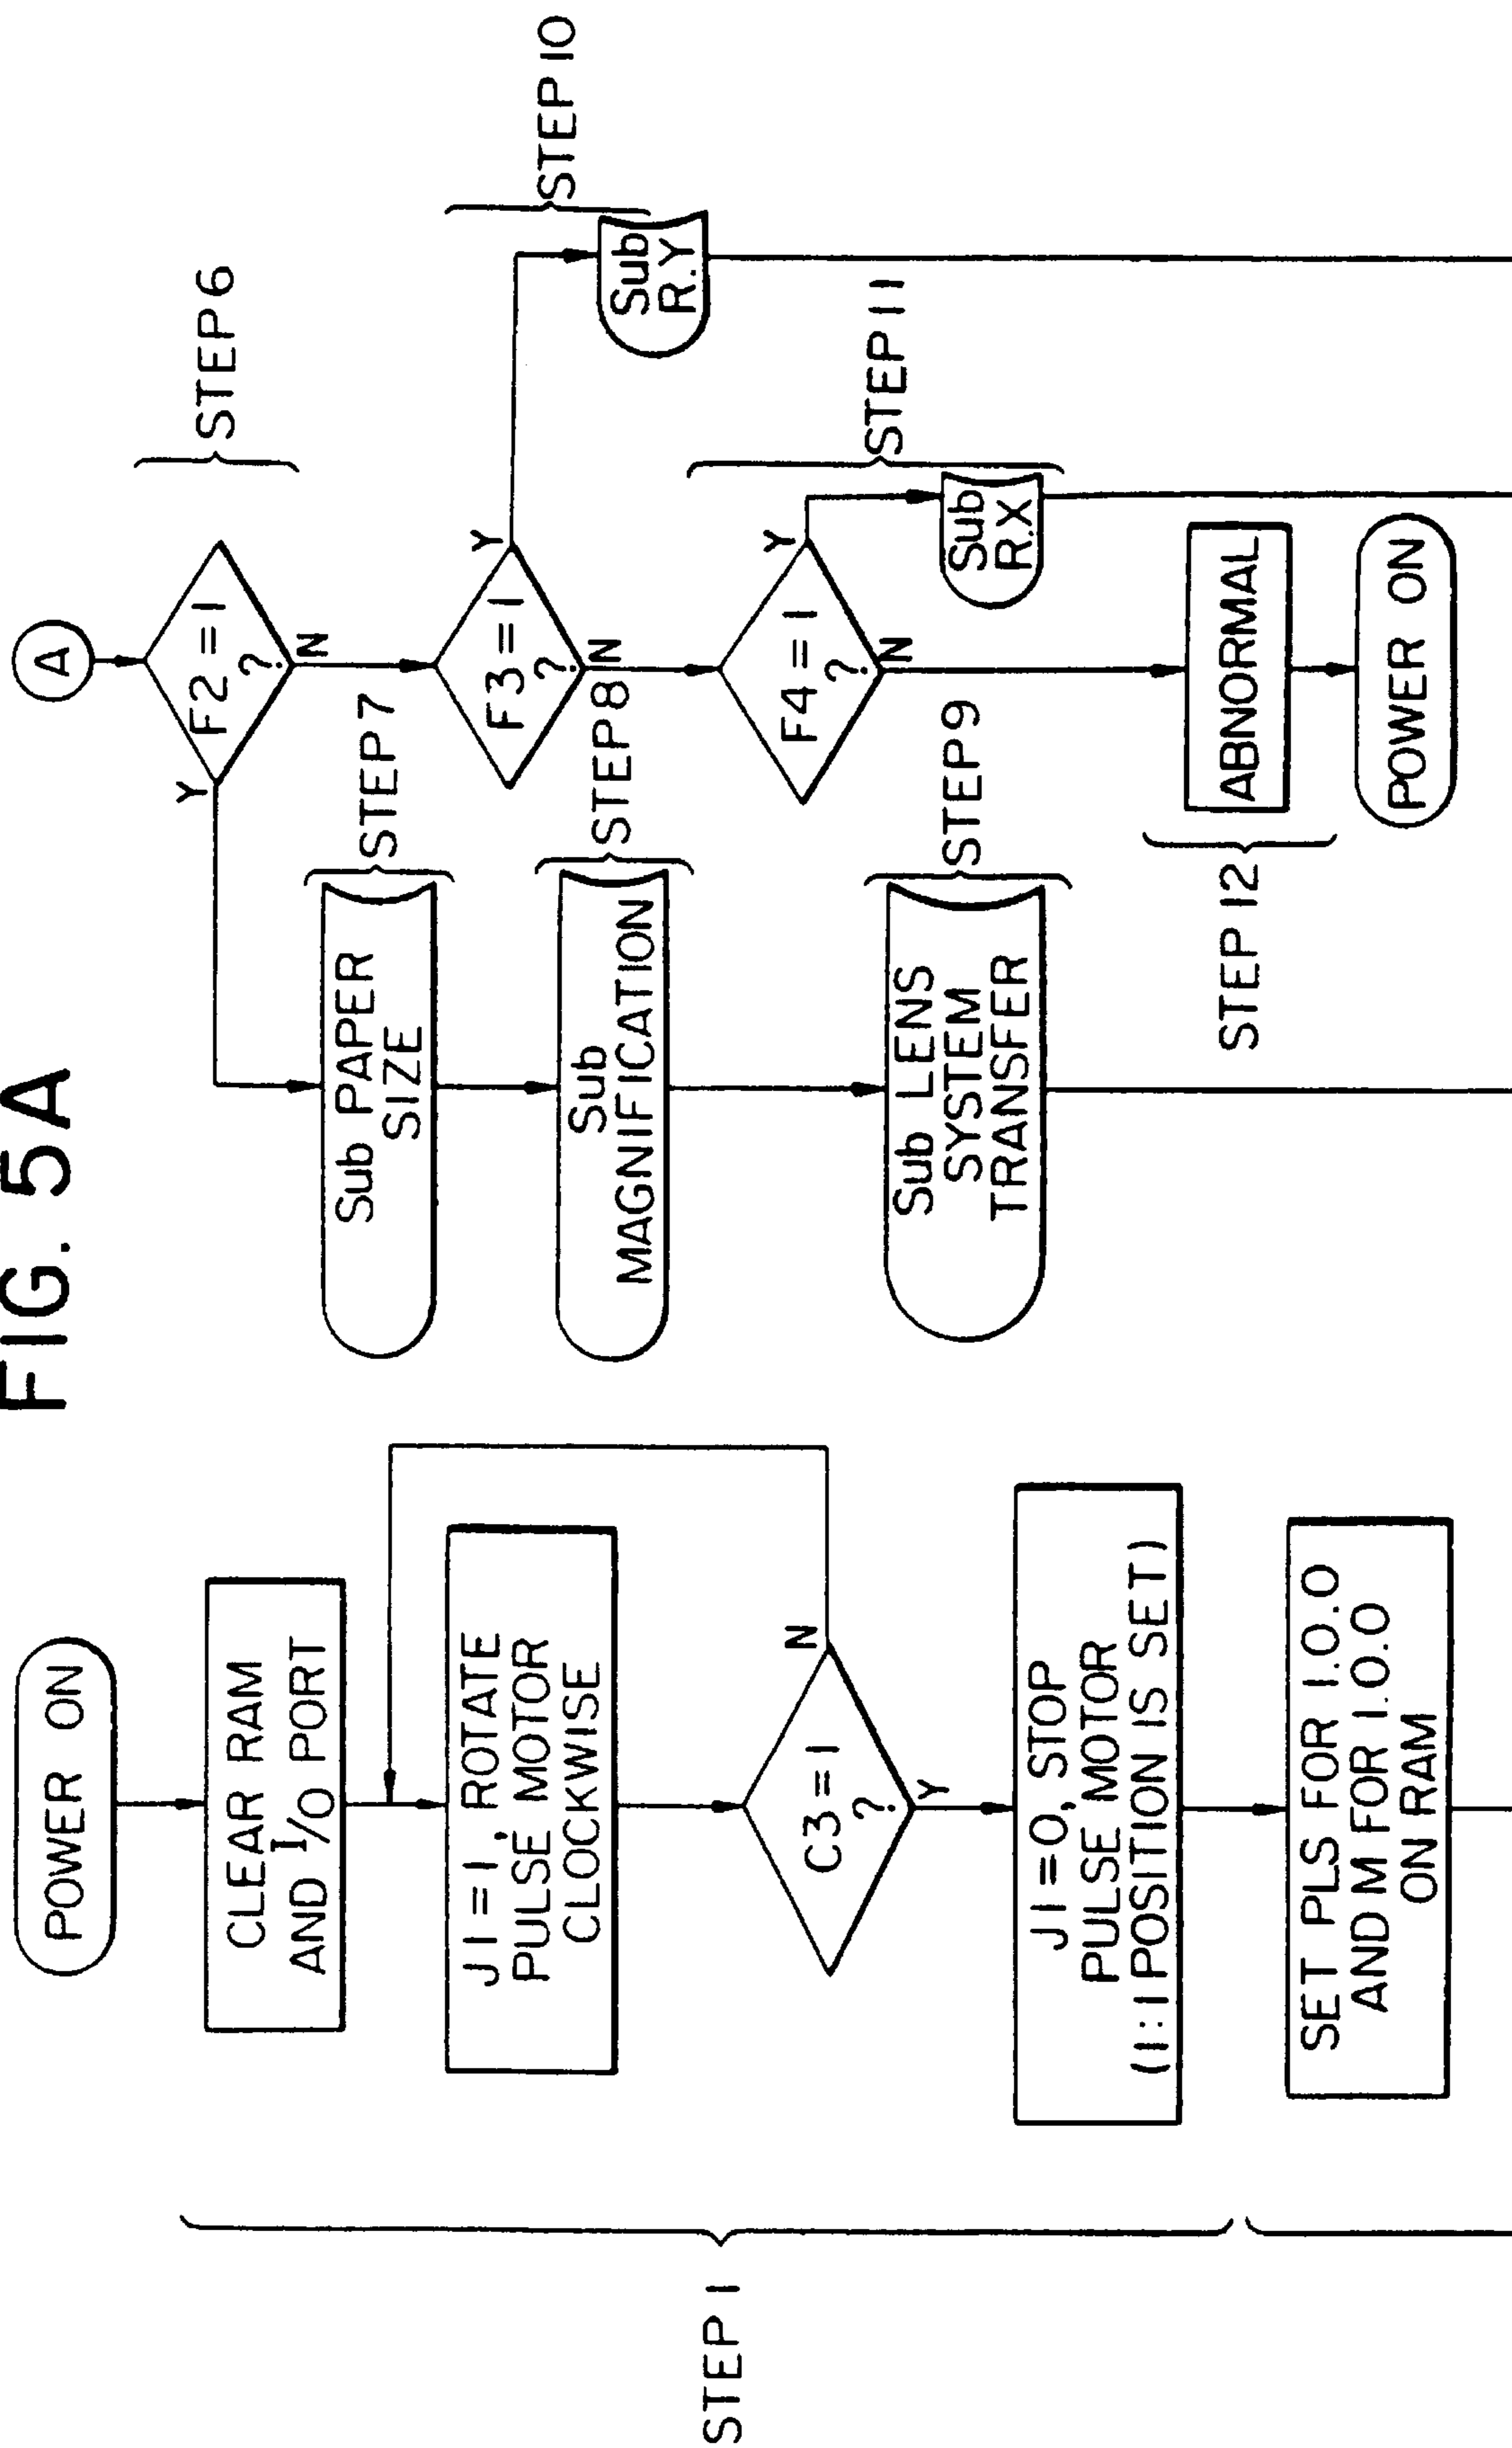 FIG. 5A
POWER ON
CLEAR RAM
AND I/O PORT
J1=1, ROTATE
PULSE MOTOR
CLOCKWISE
C3=1
?
N
Y
J1=0, STOP
PULSE MOTOR
(1:1 POSITION IS SET)
SET PLS FOR 1.0.0
AND M FOR 1.0.0
ON RAM
STEP 1
A
F2=1
?
Y
N
STEP 6
Sub PAPER
SIZE
STEP 7
Sub
MAGNIFICATION
STEP 8
Sub LENS
SYSTEM
TRANSFER
STEP 9
F3=1
?
Y
N
Sub
R.Y
STEP 10
F4=1
?
Y
N
Sub
R.X
STEP 11
ABNORMAL
STEP 12
POWER ON